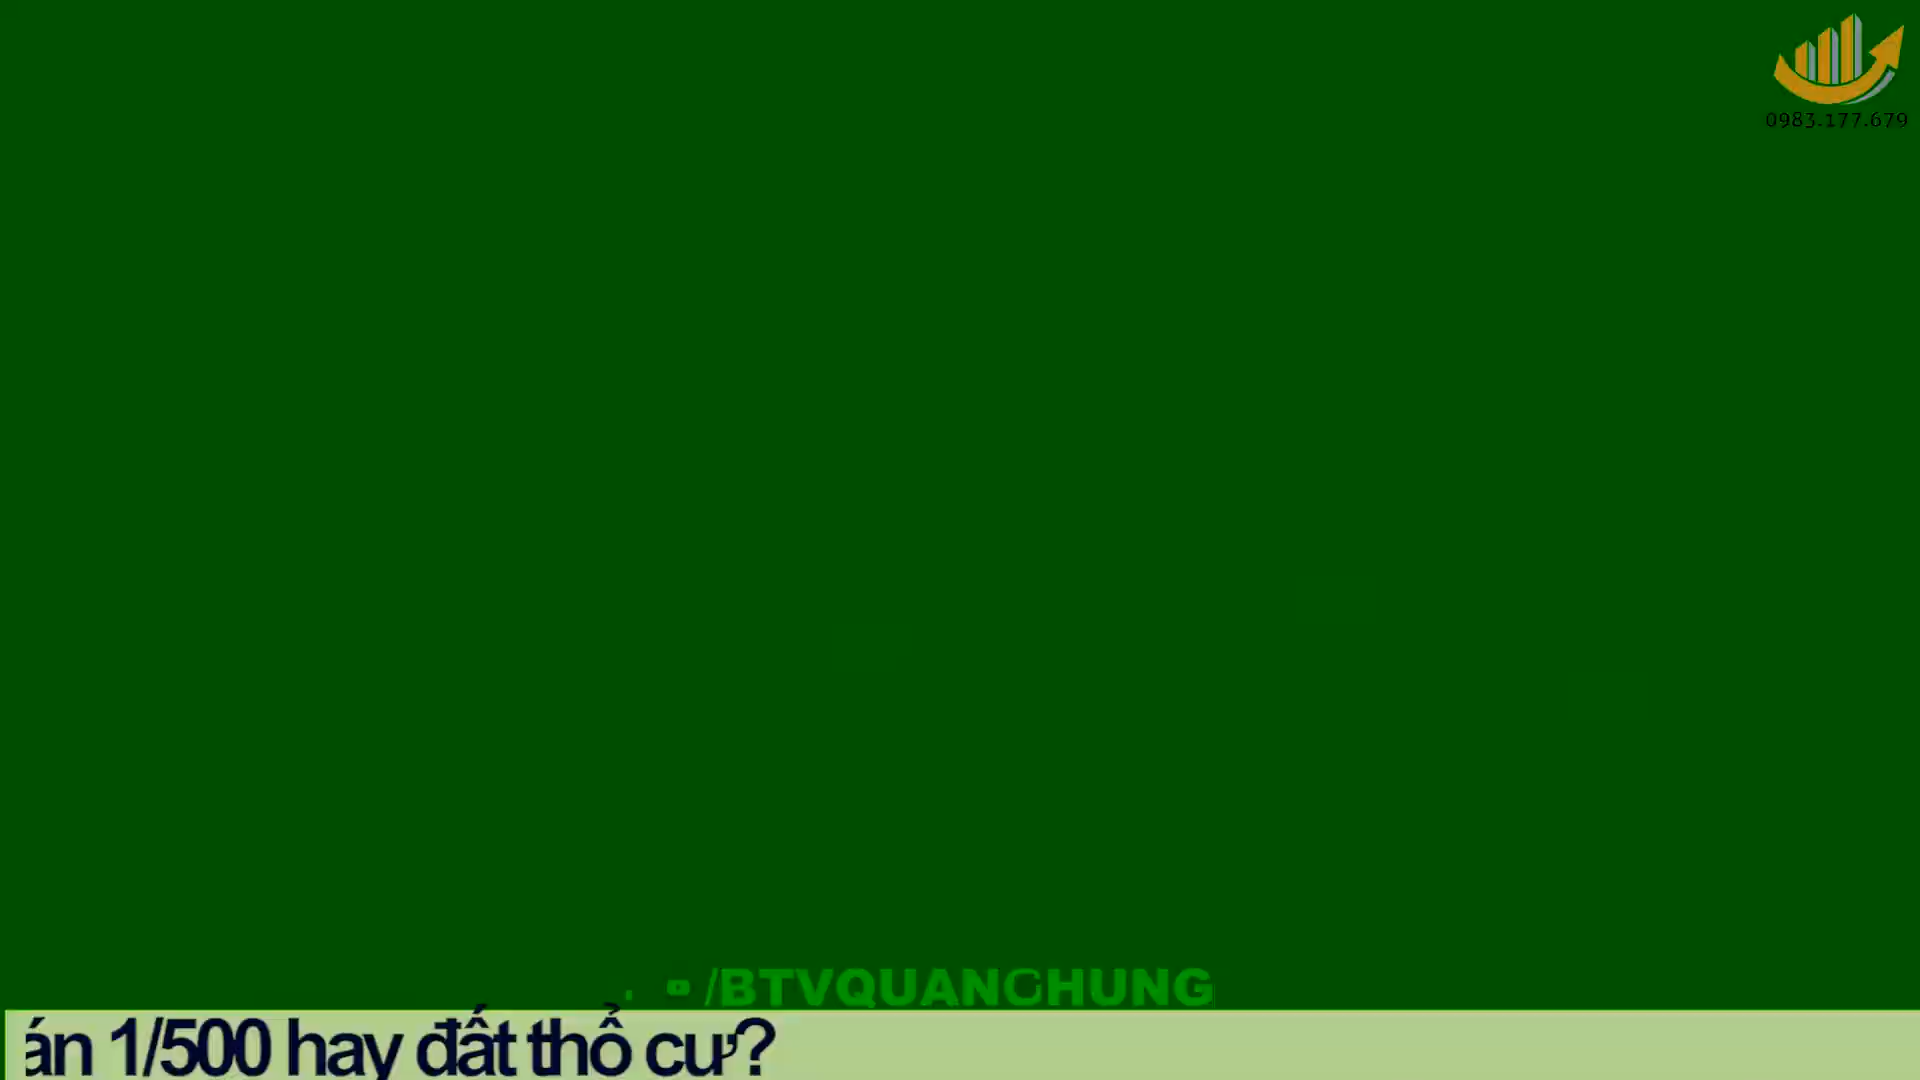 0983.177.679
/BTVQUANGHUNG
án 1/500 hay đất thổ cư?